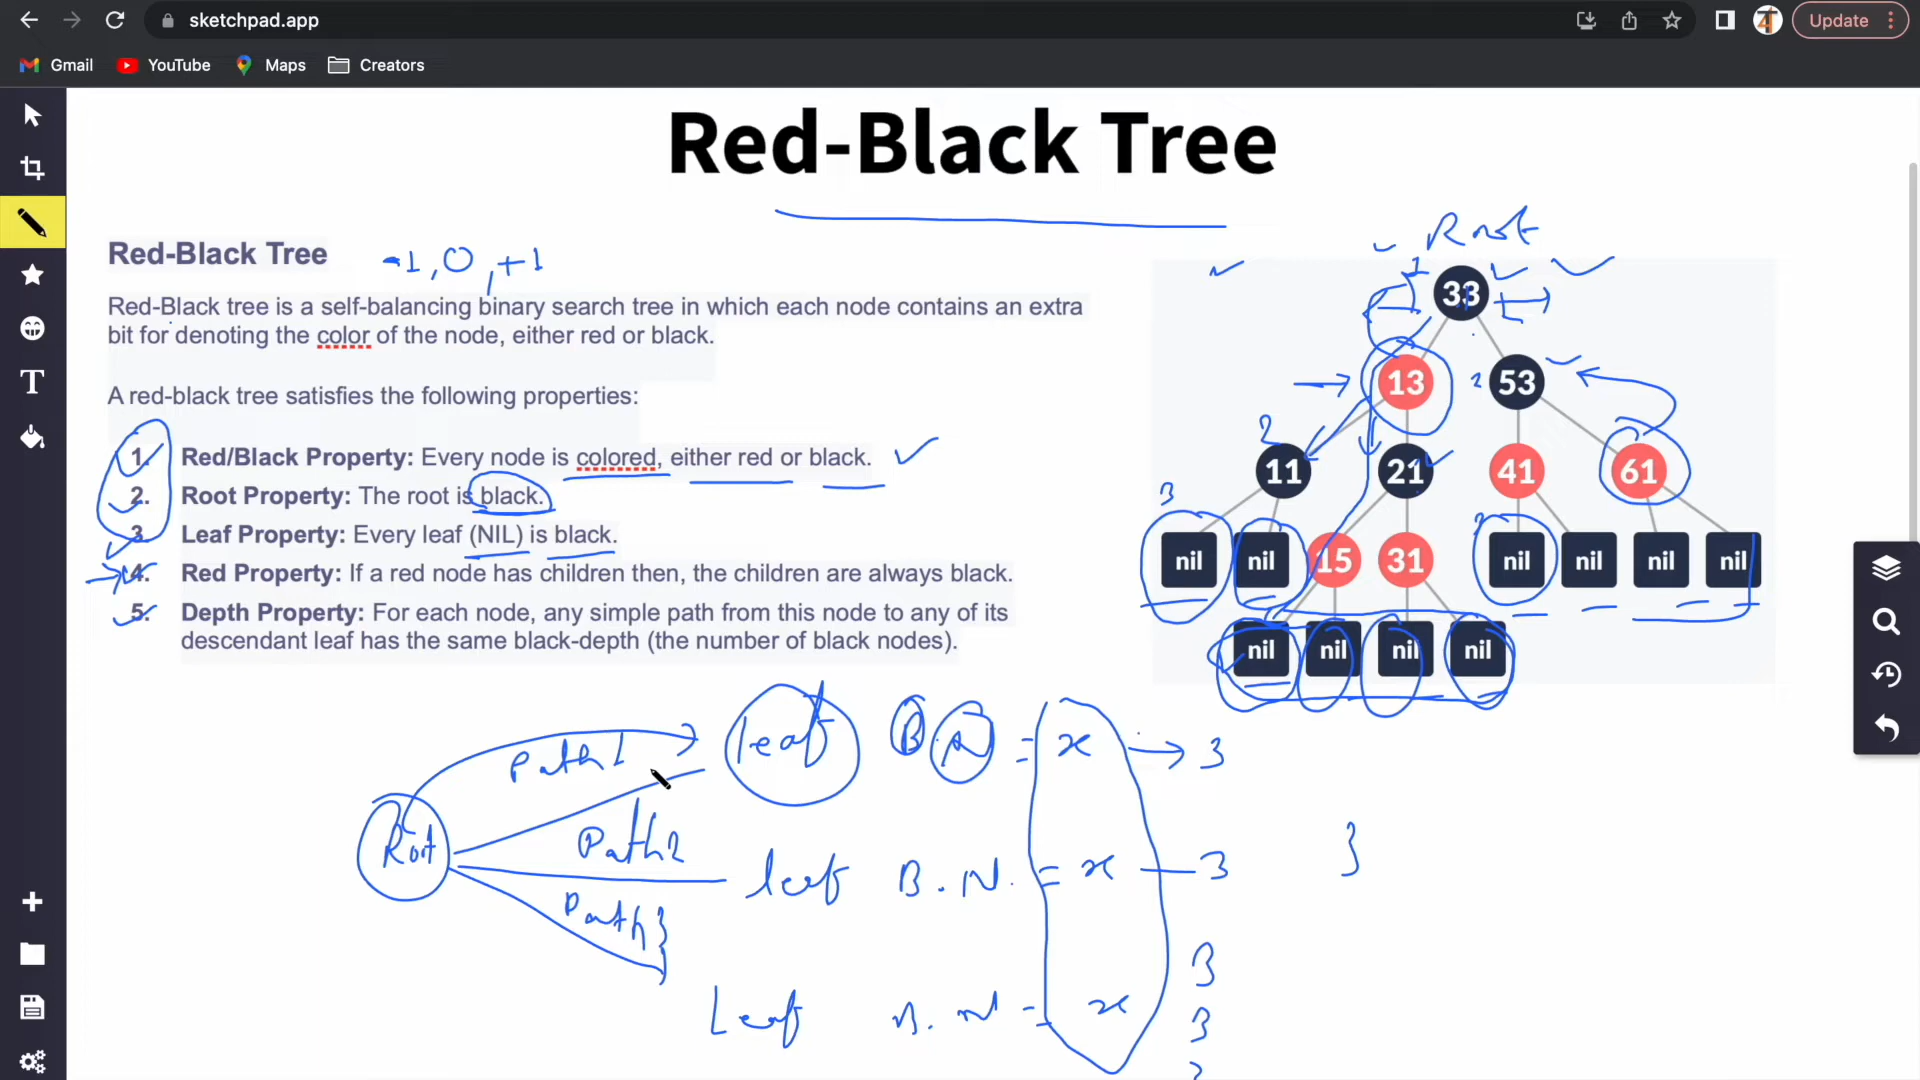 sketchpad.app
Update
Gmail
YouTube
Maps
Creators
Red-Black Tree
Root
Red-Black Tree
-1, 0, +1
Red-Black tree is a self-balancing binary search tree in which each node contains an extra
bit for denoting the color of the node, either red or black.
A red-black tree satisfies the following properties:
1. Red/Black Property: Every node is colored, either red or black.
2. Root Property: The root is black.
3. Leaf Property: Every leaf (NIL) is black.
4. Red Property: If a red node has children then, the children are always black.
5. Depth Property: For each node, any simple path from this node to any of its
descendant leaf has the same black-depth (the number of black nodes).
1
33
13
2
53
2
11
21
41
61
3
3
nil
nil
15
31
nil
nil
nil
nil
nil
nil
nil
nil
Root
Path 1
leaf B.N = x → 3
Path 2
leaf B.N. = x — 3
Path 3
3
Leaf B.N = x
3